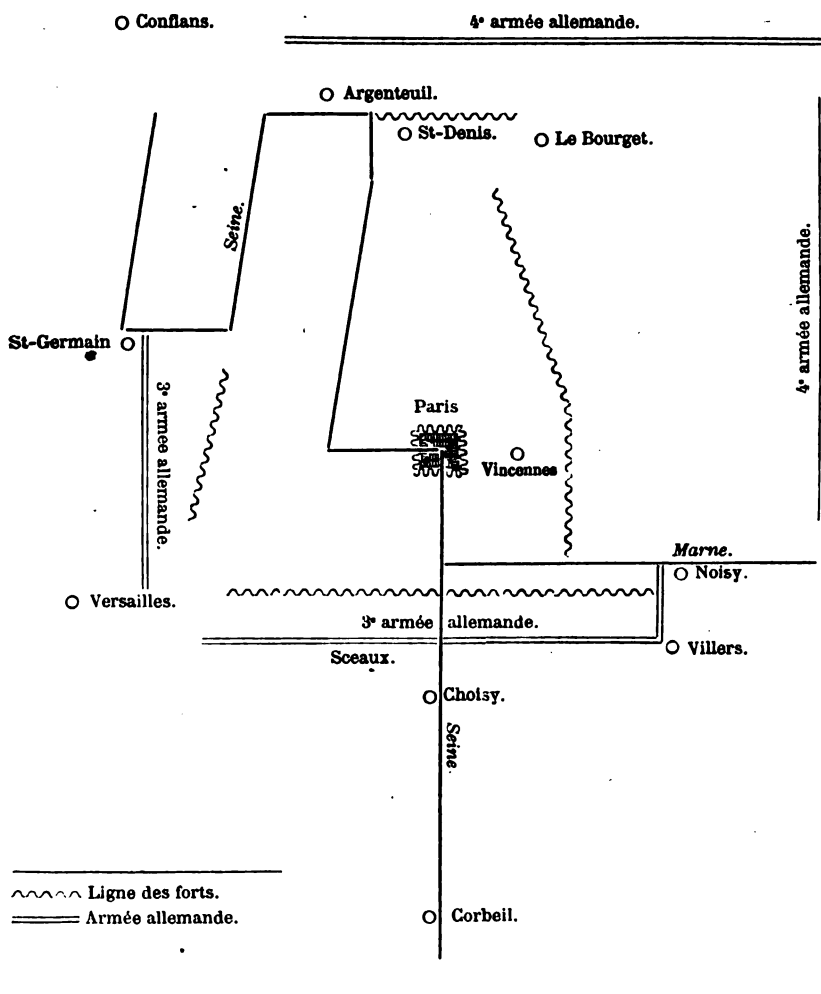 Conflans.
4e armée allemande.
Argenteuil.
St-Denis.
Le Bourget.
Seine.
4e armée allemande.
St-Germain
3e armee allemande.
Paris
Vincennes
Marne.
Noisy.
Versailles.
3e armée allemande.
Sceaux.
Villers.
Choisy.
Seine
Ligne des forts.
Armée allemande.
Corbeil.